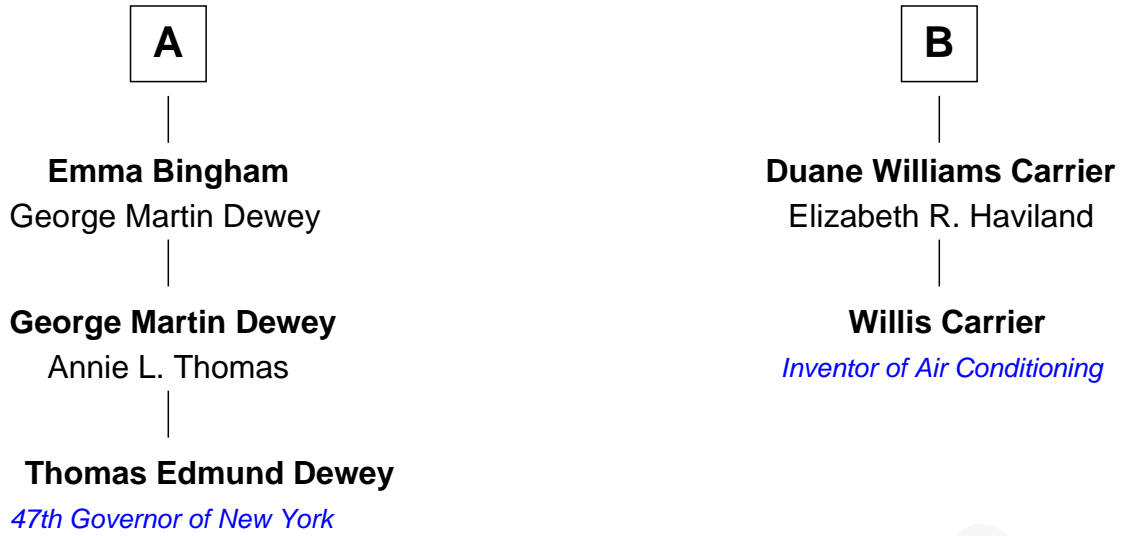 A
Emma Bingham
George Martin Dewey
George Martin Dewey
Annie L. Thomas
Thomas Edmund Dewey
47th Governor of New York
B
Duane Williams Carrier
Elizabeth R. Haviland
Willis Carrier
Inventor of Air Conditioning